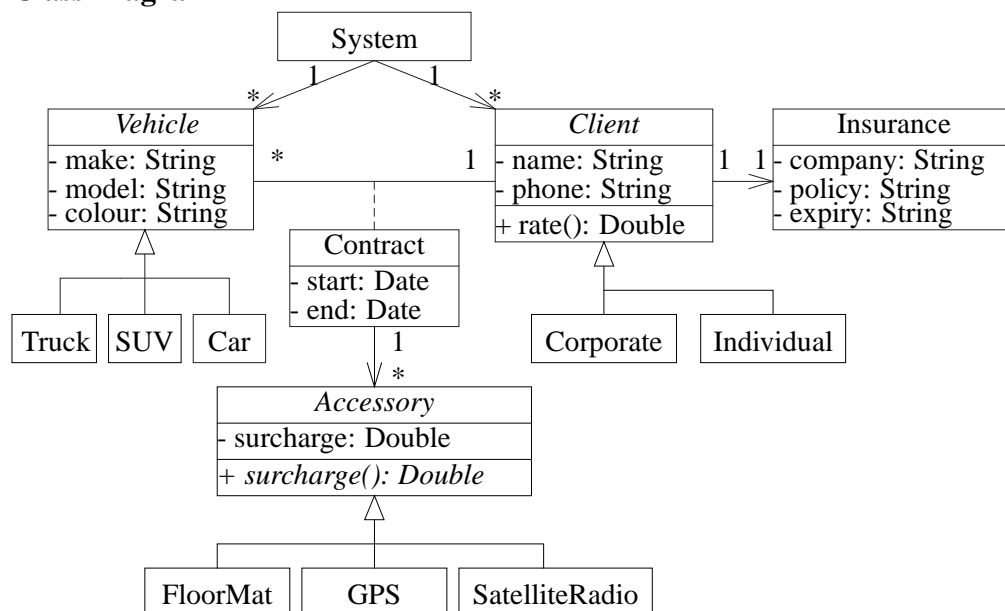 System
1 1
* *
Vehicle
- make: String
- model: String
- colour: String
* 1
Client
- name: String
- phone: String
+ rate(): Double
1 1
Insurance
- company: String
- policy: String
- expiry: String
Contract
- start: Date
- end: Date
Truck
SUV
Car
1
*
Corporate
Individual
Accessory
- surcharge: Double
+ surcharge(): Double
FloorMat
GPS
SatelliteRadio